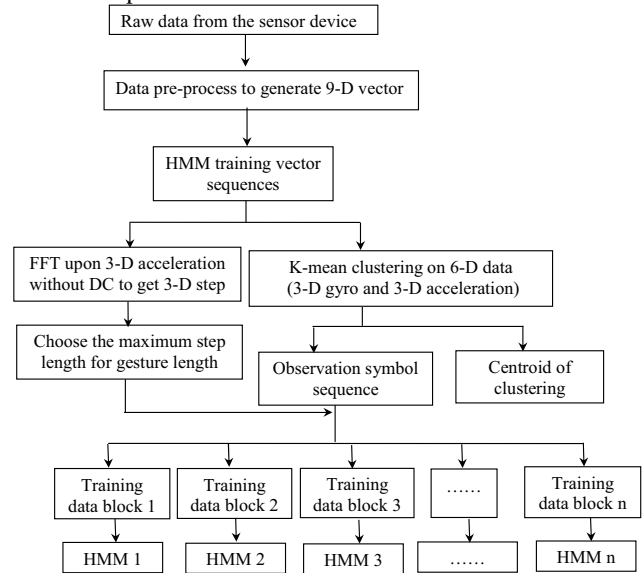 Raw data from the sensor device
Data pre-process to generate 9-D vector
HMM training vector
sequences
FFT upon 3-D acceleration
without DC to get 3-D step
K-mean clustering on 6-D data
(3-D gyro and 3-D acceleration)
Choose the maximum step
length for gesture length
Observation symbol
sequence
Centroid of
clustering
Training
data block 1
Training
data block 2
Training
data block 3
......
Training
data block n
HMM 1
HMM 2
HMM 3
......
HMM n